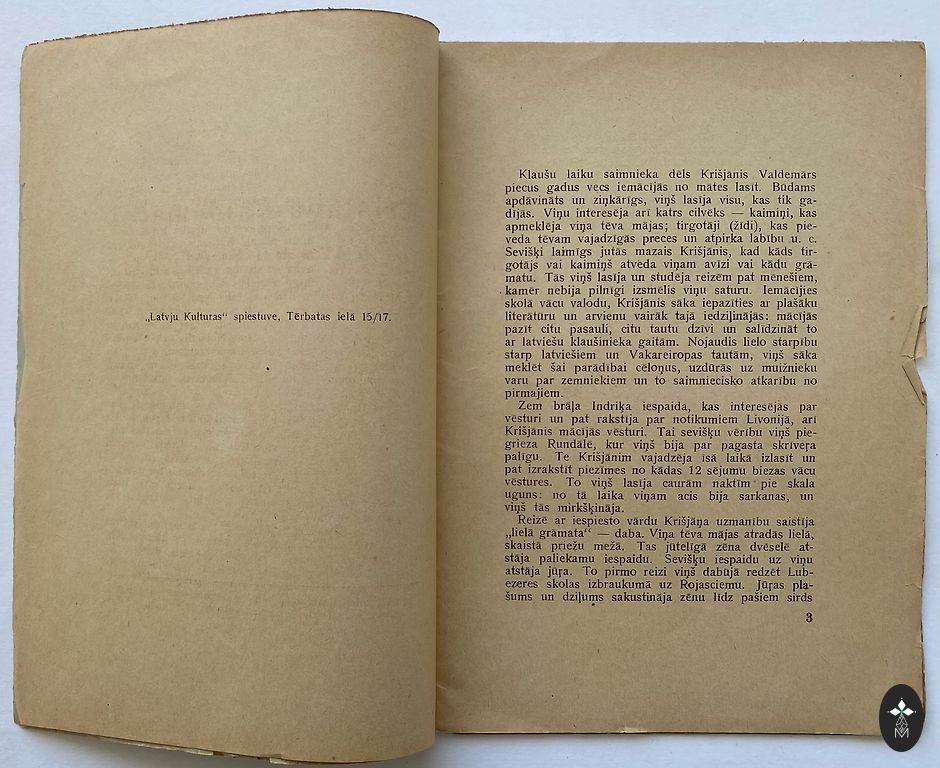 „Latvju Kulturas“ spiestuve, Tērbatas ielā 15/17.
Klaušu laiku saimnieka dēls Krišjānis Valdemārs
piecus gadus vecs iemācījās no mātes lasīt. Būdams
apdāvināts un ziņkārīgs, viņš lasīja visu, kas tik ga-
dījās. Viņu interesēja arī katrs cilvēks — kaimiņi, kas
apmeklēja viņa tēva mājas; tirgotāji (žīdi), kas pie-
veda tēvam vajadzīgās preces un atpirka labību u. c.
Sevišķi laimīgs jutās mazais Krišjānis, kad kāds tir-
gotājs vai kaimiņš atveda viņam avīzi vai kādu grā-
matu. Tās viņš lasīja un studēja reizēm pat mēnešiem,
kamēr nebija pilnīgi izsmēlis viņu saturu. Iemācījies
skolā vācu valodu, Krišjānis sāka iepazīties ar plašāku
literātūru un arvienu vairāk tajā iedziļinājās: mācījās
pazīt citu pasauli, citu tautu dzīvi un salīdzināt to
ar latviešu klaušinieka gaitām. Nojaudis lielo starpību
starp latviešiem un Vakareiropas tautām, viņš sāka
meklēt šai parādībai cēloņus, uzdūrās uz muižnieku
varu par zemniekiem un to saimniecisko atkarību no
pirmajiem.
Zem brāļa Indriķa iespaida, kas interesējās par
vēsturi un pat rakstīja par notikumiem Livonijā, arī
Krišjānis mācījās vēsturi. Tai sevišķu vērību viņš pie-
grieza Rundālē, kur viņš bija par pagasta skrīveŗa
palīgu. Te Krišjānim vajadzēja īsā laikā izlasīt un
pat izrakstīt piezīmes no kādas 12 sējumu biezas vācu
vēstures. To viņš lasīja caurām naktīm pie skala
uguns: no tā laika viņam acis bija sarkanas, un
viņš tās mirkšķināja.
Reizē ar iespiesto vārdu Krišjāņa uzmanību saistīja
„lielā grāmata“ — daba. Viņa tēva mājas atradās lielā,
skaistā priežu mežā. Tas jūtelīgā zēna dvēselē at-
stāja paliekamu iespaidu. Sevišķu iespaidu uz viņu
atstāja jūŗa. To pirmo reizi viņš dabūjā redzēt Lub-
ezeres skolas izbraukumā uz Rojasciemu. Jūŗas pla-
šums un dziļums sakustināja zēnu līdz pašiem sirds
3
M